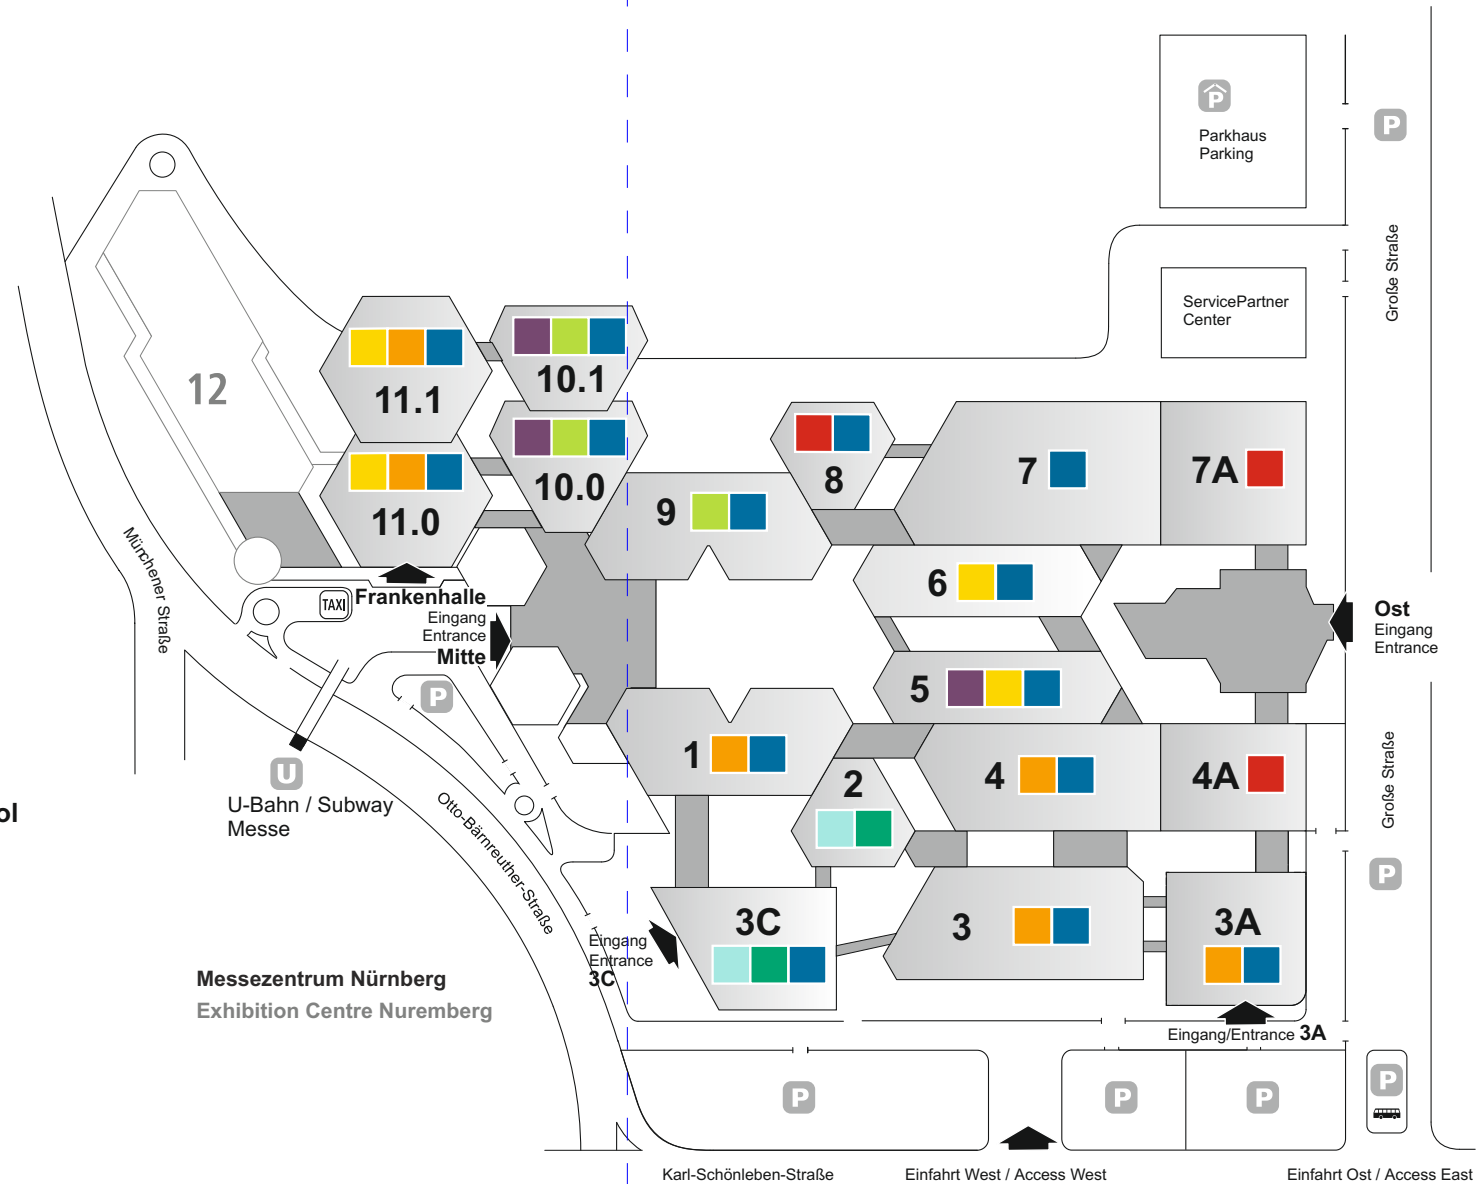 P
Parkhaus
Parking
P
Große Straße
ServicePartner
Center
12
11.1
10.1
10.0
11.0
8
7
7A
9
6
Münchener Straße
TAXI
Frankenhalle
Eingang
Entrance
Mitte
Ost
Eingang
Entrance
5
P
1
2
4
4A
Große Straße
U
U-Bahn / Subway
Messe
ol
Otto-Bärnreuther-Straße
P
3C
3
3A
Eingang
Entrance
3C
Messezentrum Nürnberg
Exhibition Centre Nuremberg
Eingang/Entrance 3A
P
P
P
P
Karl-Schönleben-Straße
Einfahrt West / Access West
Einfahrt Ost / Access East